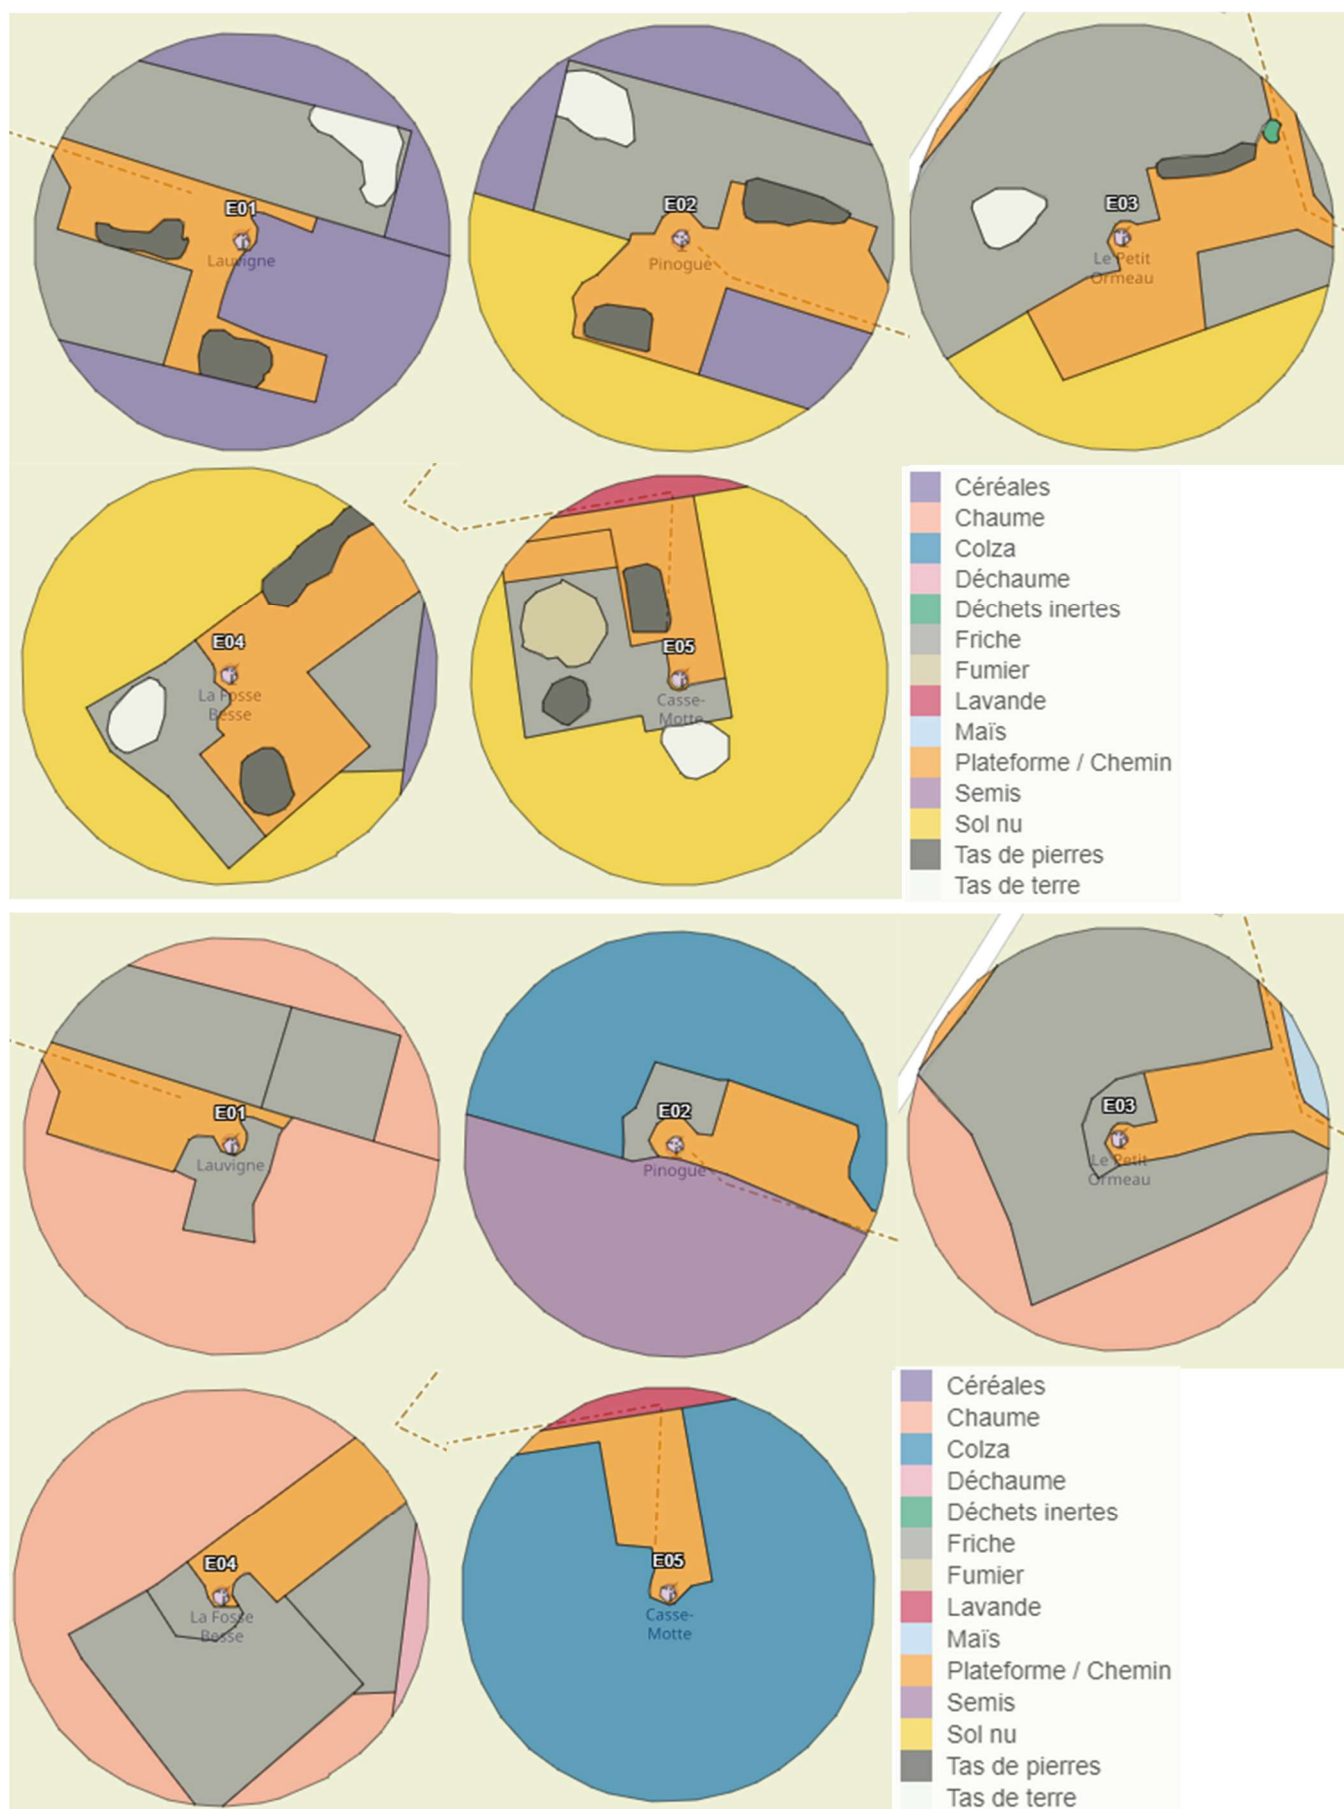 E01
Lauvigne
E02
Pinogue
E03
Le Petit
Ormeau
E04
La Fosse
Besse
E05
Casse-
Motte
Céréales
Chaume
Colza
Déchaume
Déchets inertes
Friche
Fumier
Lavande
Maïs
Plateforme / Chemin
Semis
Sol nu
Tas de pierres
Tas de terre
E01
Lauvigne
E02
Pinogue
E03
Le Petit
Ormeau
E04
La Fosse
Besse
E05
Casse-
Motte
Céréales
Chaume
Colza
Déchaume
Déchets inertes
Friche
Fumier
Lavande
Maïs
Plateforme / Chemin
Semis
Sol nu
Tas de pierres
Tas de terre